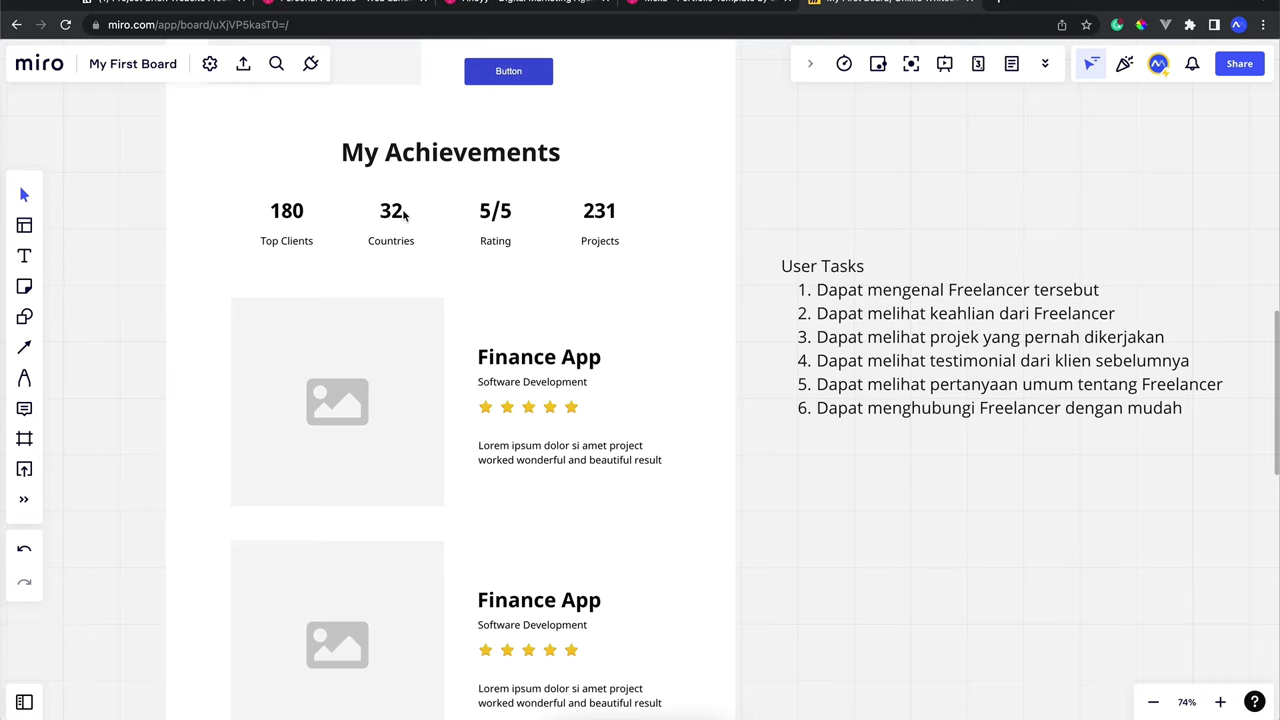 miro.com/app/board/uXjVP5kasT0=/
miro
My First Board
3
Share
Button
My Achievements
180
32
5/5
231
Top Clients
Countries
Rating
Projects
User Tasks
1. Dapat mengenal Freelancer tersebut
2. Dapat melihat keahlian dari Freelancer
3. Dapat melihat projek yang pernah dikerjakan
4. Dapat melihat testimonial dari klien sebelumnya
5. Dapat melihat pertanyaan umum tentang Freelancer
6. Dapat menghubungi Freelancer dengan mudah
Finance App
Software Development
Lorem ipsum dolor si amet project
worked wonderful and beautiful result
Finance App
Software Development
Lorem ipsum dolor si amet project
worked wonderful and beautiful result
74%